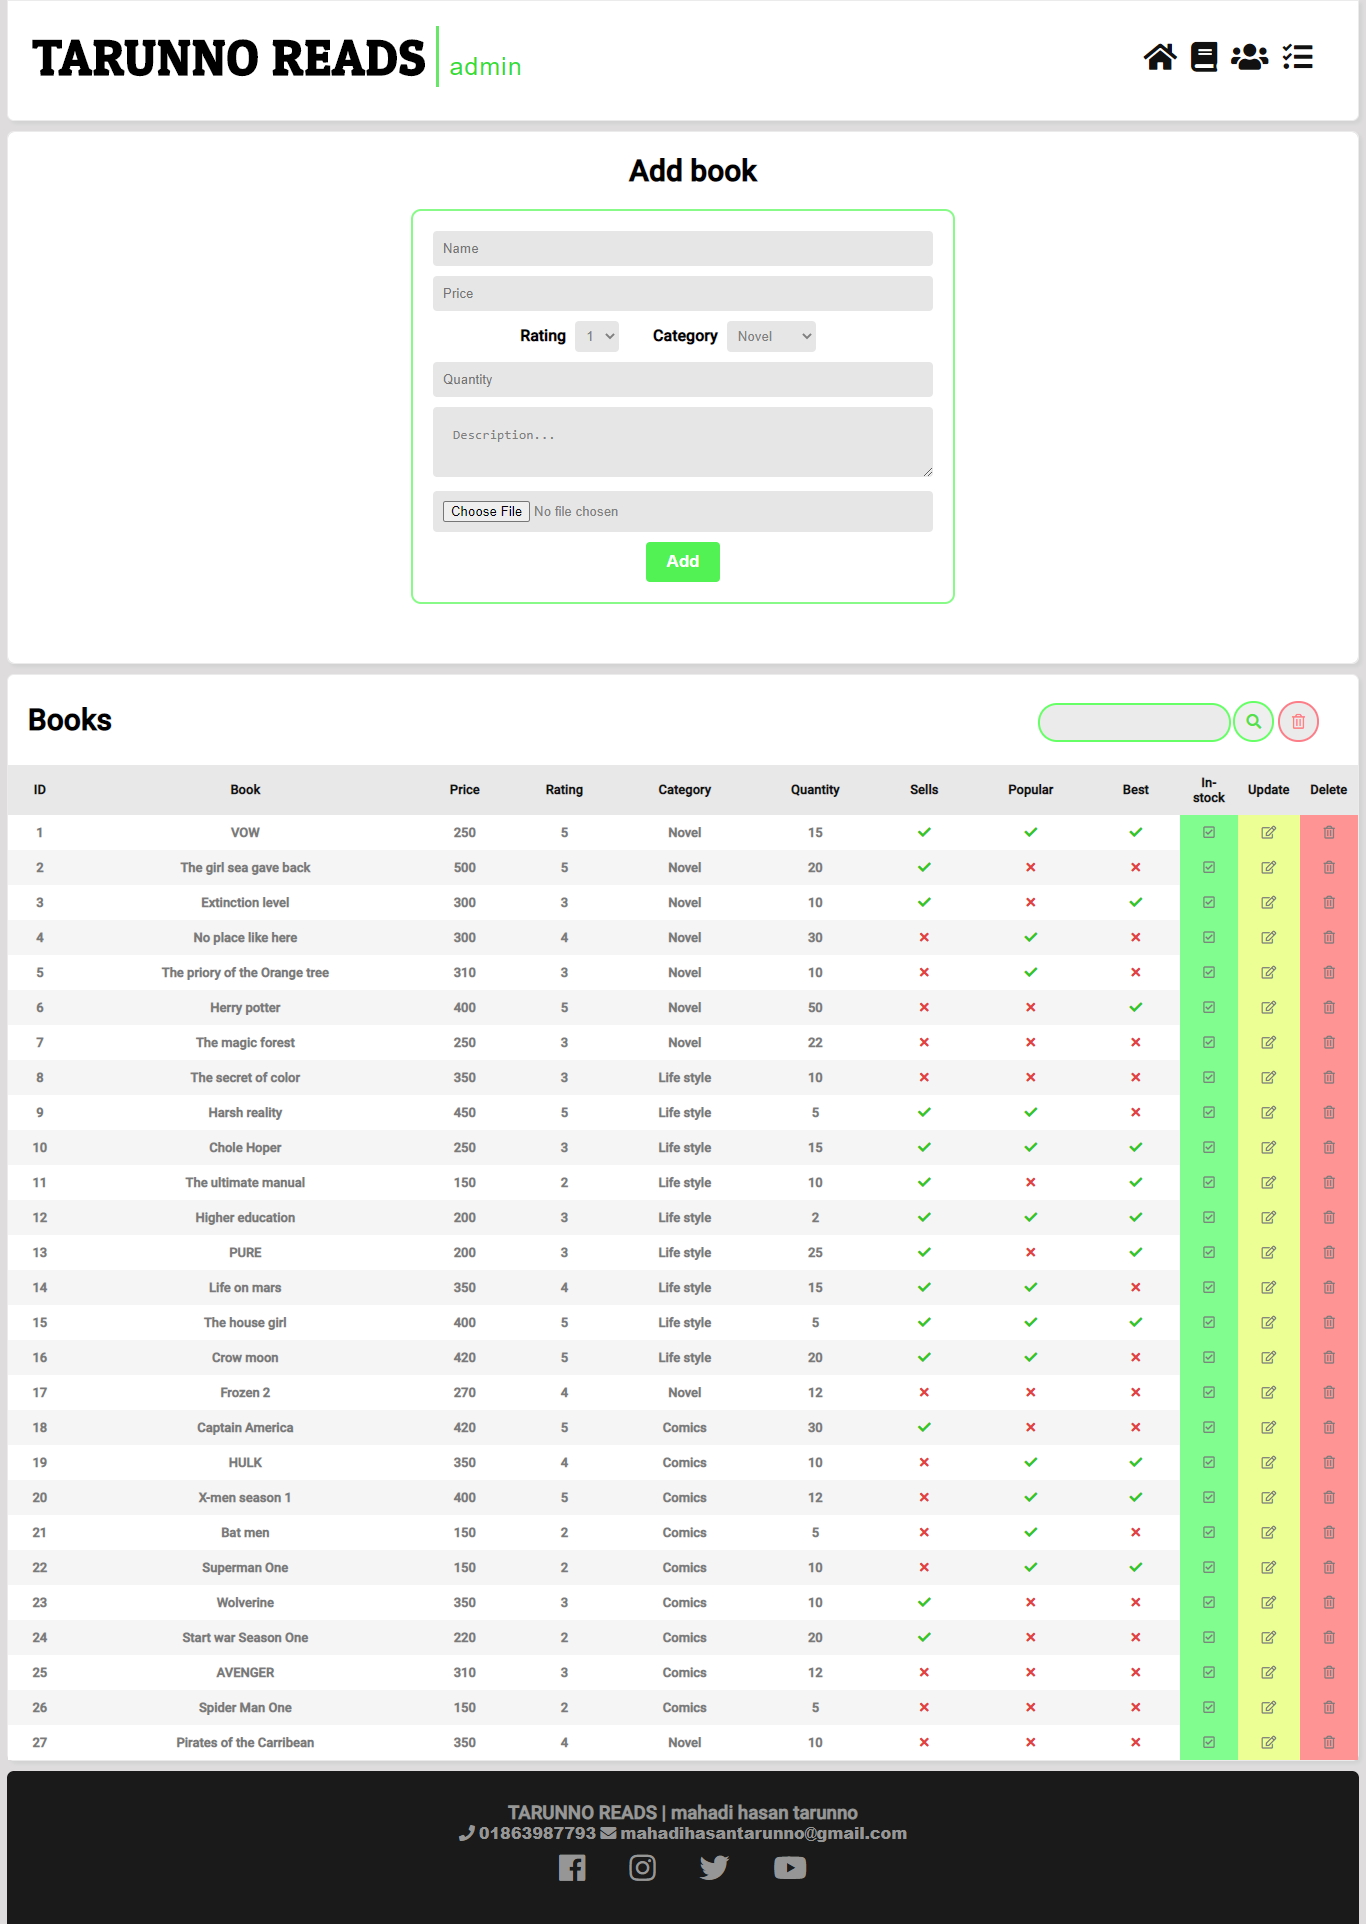 TARUNNO READS admin
Add book
Name
Price
Rating 1 Category Novel
Quantity
Description...
Choose File No file chosen
Add
Books
ID Book Price Rating Category Quantity Sells Popular Best In-stock Update Delete
1 VOW 250 5 Novel 15
2 The girl sea gave back 500 5 Novel 20
3 Extinction level 300 3 Novel 10
4 No place like here 300 4 Novel 30
5 The priory of the Orange tree 310 3 Novel 10
6 Herry potter 400 5 Novel 50
7 The magic forest 250 3 Novel 22
8 The secret of color 350 3 Life style 10
9 Harsh reality 450 5 Life style 5
10 Chole Hoper 250 3 Life style 15
11 The ultimate manual 150 2 Life style 10
12 Higher education 200 3 Life style 2
13 PURE 200 3 Life style 25
14 Life on mars 350 4 Life style 15
15 The house girl 400 5 Life style 5
16 Crow moon 420 5 Life style 20
17 Frozen 2 270 4 Novel 12
18 Captain America 420 5 Comics 30
19 HULK 350 4 Comics 10
20 X-men season 1 400 5 Comics 12
21 Bat men 150 2 Comics 5
22 Superman One 150 2 Comics 10
23 Wolverine 350 3 Comics 10
24 Start war Season One 220 2 Comics 20
25 AVENGER 310 3 Comics 12
26 Spider Man One 150 2 Comics 5
27 Pirates of the Carribean 350 4 Novel 10
TARUNNO READS | mahadi hasan tarunno
01863987793 mahadihasantarunno@gmail.com